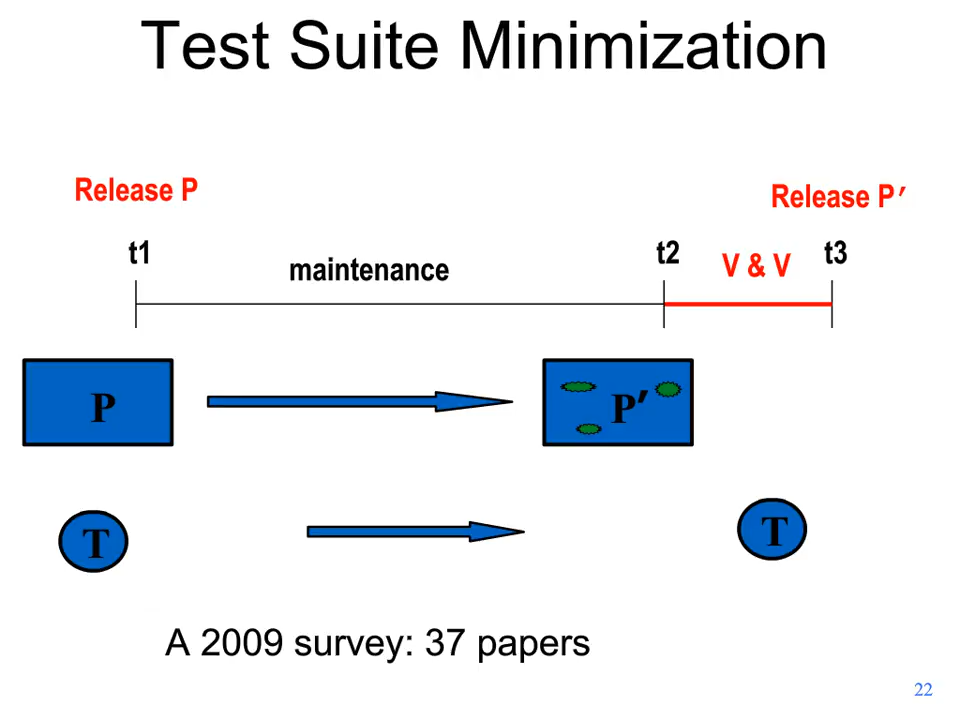 Test Suite Minimization
Release P
Release P′
t1
maintenance
t2
V & V
t3
P
P′
T
T
A 2009 survey: 37 papers
22